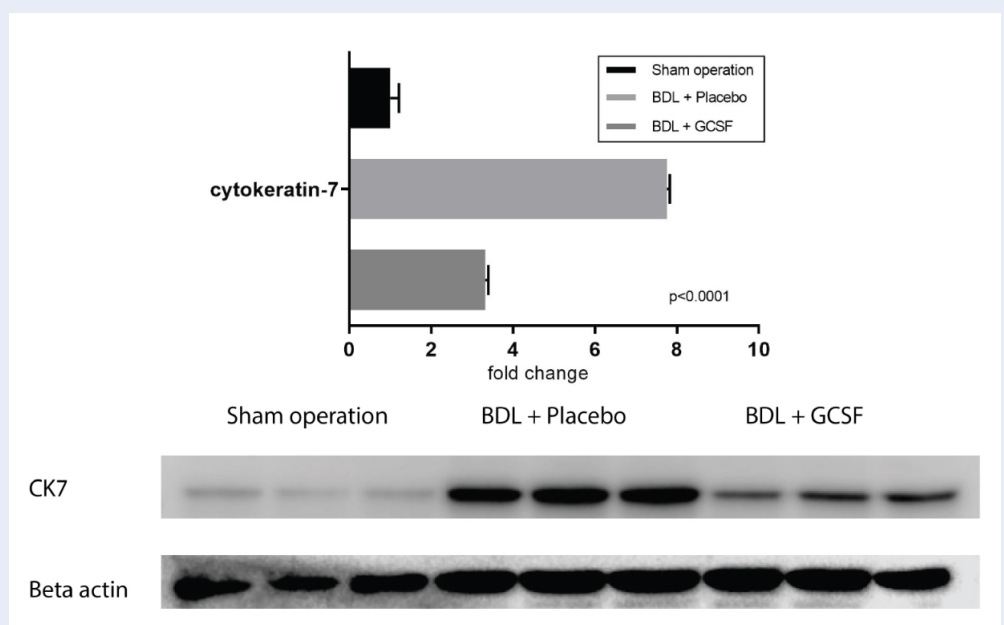 Sham operation
BDL + Placebo
BDL + GCSF
cytokeratin-7
p<0.0001
0 2 4 6 8 10
fold change
Sham operation BDL + Placebo BDL + GCSF
CK7
Beta actin